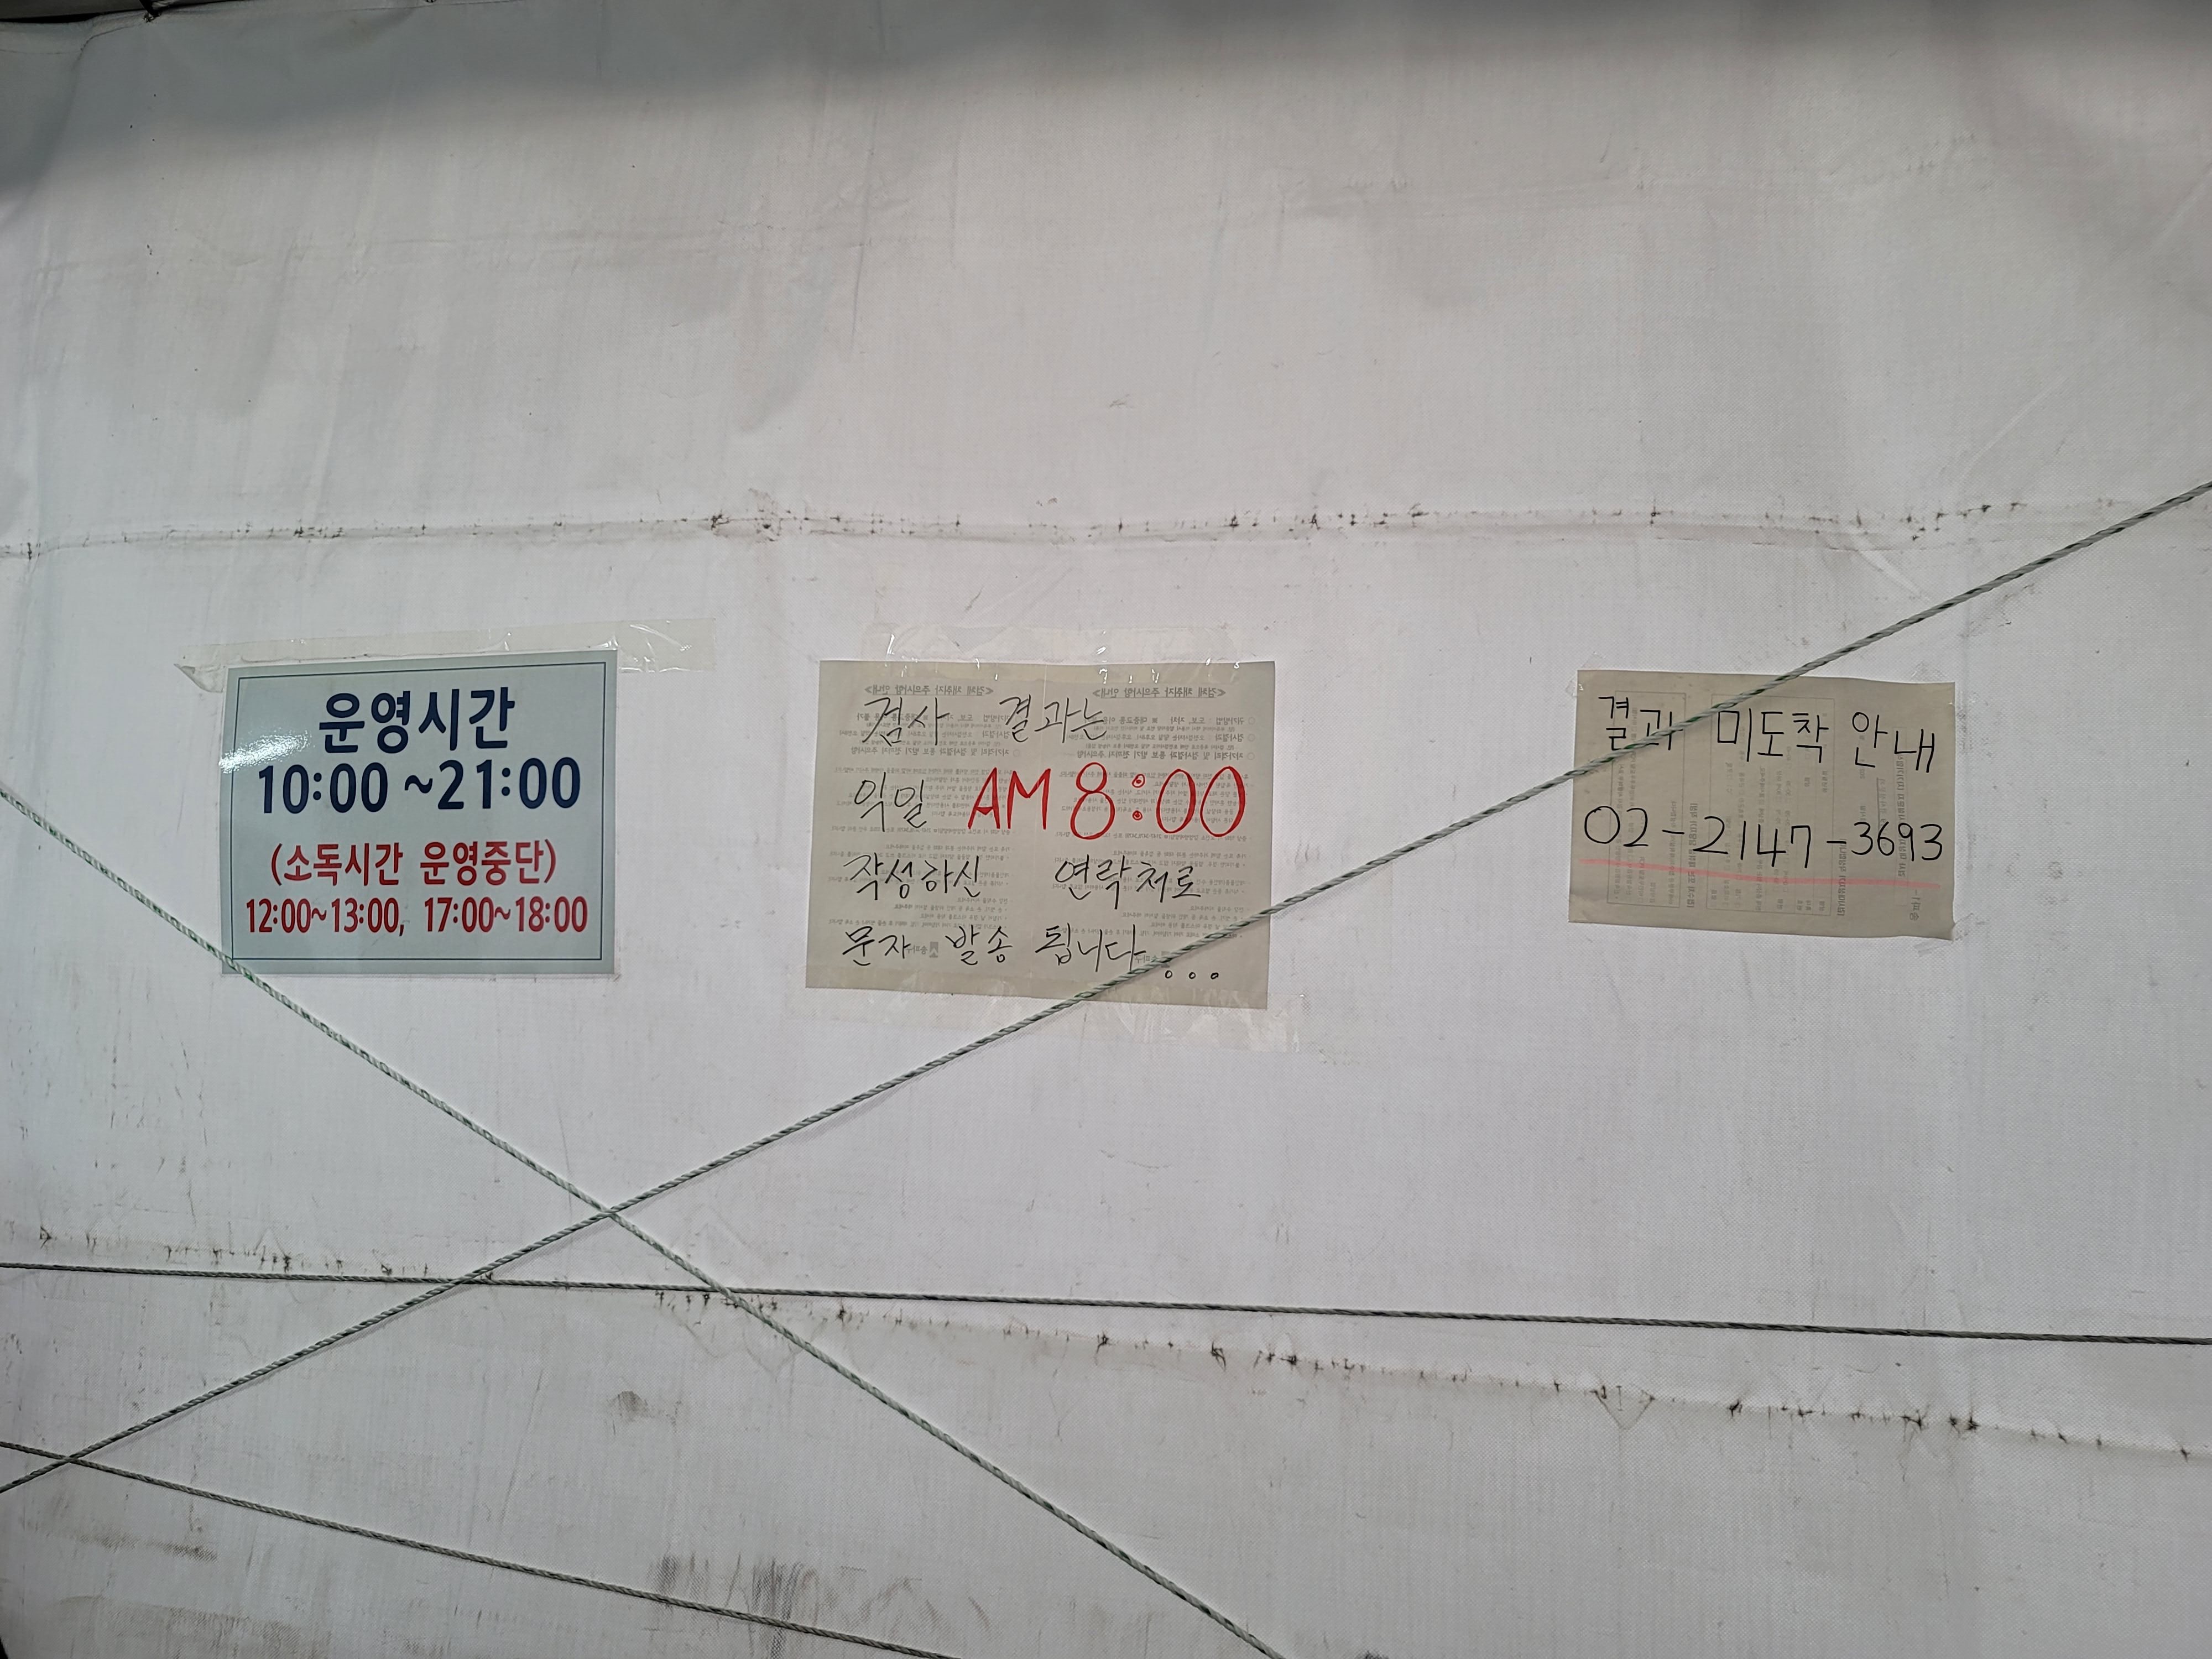 운영시간
10:00 ~21:00
(소독시간 운영중단)
12:00~13:00, 17:00~18:00
검사 결과는
익일 AM 8:00
작성하신 연락처로
문자 발송 됩니다...
결과 미도착 안내
02-2147-3693